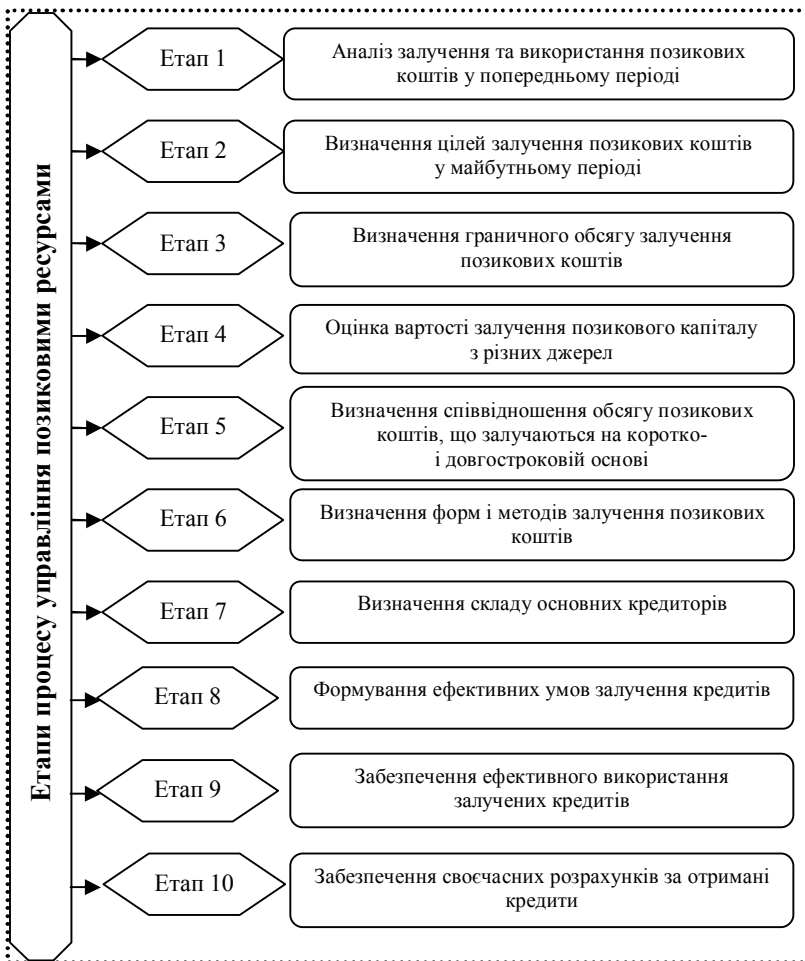 Етапи процесу управління позиковими ресурсами
Етап 1
Аналіз залучення та використання позикових
коштів у попередньому періоді
Етап 2
Визначення цілей залучення позикових коштів
у майбутньому періоді
Етап 3
Визначення граничного обсягу залучення
позикових коштів
Етап 4
Оцінка вартості залучення позикового капіталу
з різних джерел
Етап 5
Визначення співвідношення обсягу позикових
коштів, що залучаються на коротко-
і довгостроковій основі
Етап 6
Визначення форм і методів залучення позикових
коштів
Етап 7
Визначення складу основних кредиторів
Етап 8
Формування ефективних умов залучення кредитів
Етап 9
Забезпечення ефективного використання
залучених кредитів
Етап 10
Забезпечення своєчасних розрахунків за отримані
кредити